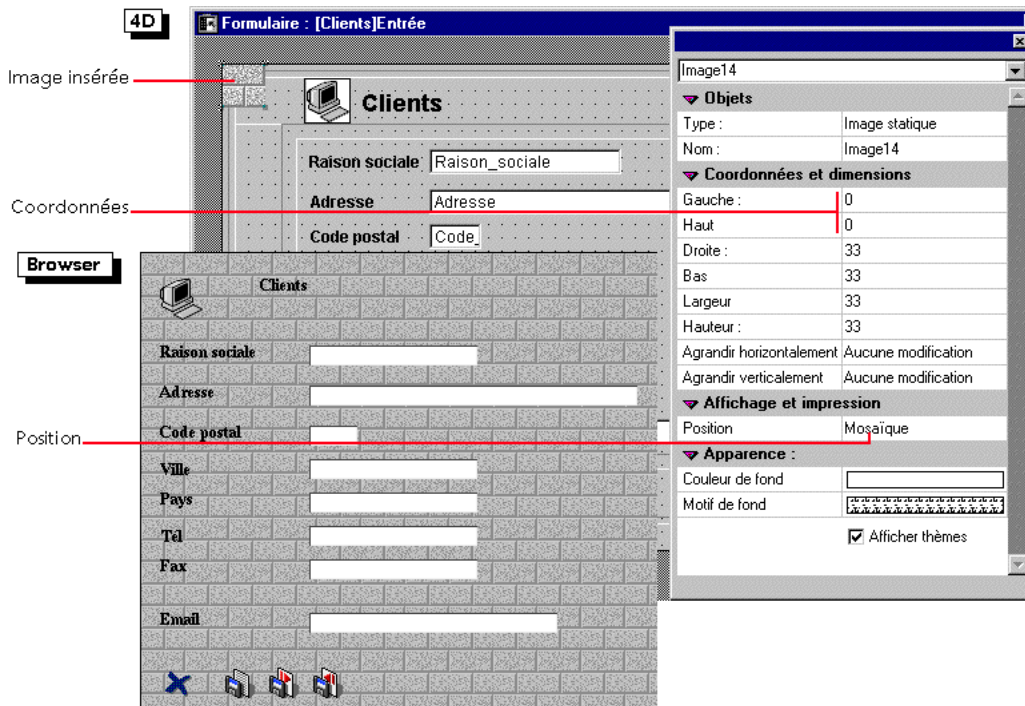 4D
Formulaire : [Clients]Entrée
Image insérée
Clients
Raison sociale Raison_sociale
Adresse Adresse
Code postal Code_
Coordonnées
Image14
Objets
Type : Image statique
Nom : Image14
Coordonnées et dimensions
Gauche : 0
Haut 0
Droite : 33
Bas 33
Largeur 33
Hauteur : 33
Agrandir horizontalement Aucune modification
Agrandir verticalement Aucune modification
Affichage et impression
Position Mosaïque
Apparence :
Couleur de fond
Motif de fond
Afficher thèmes
Browser
Clients
Raison sociale
Adresse
Position
Code postal
Ville
Pays
Tél
Fax
Email